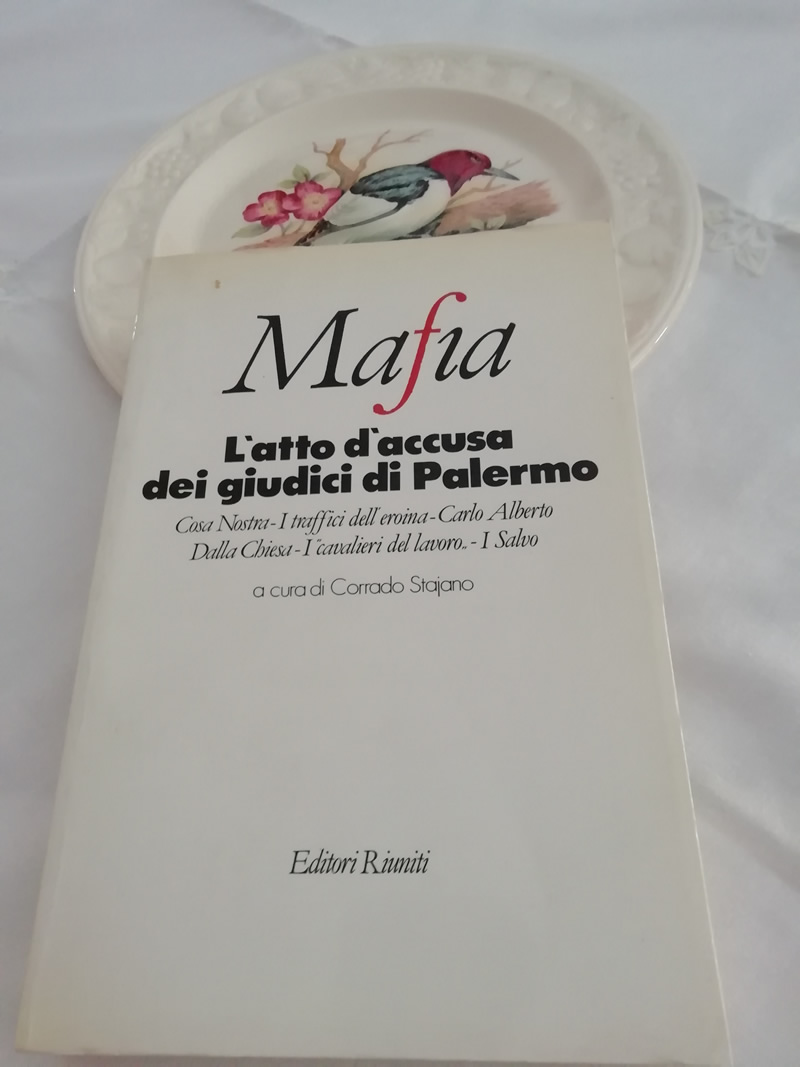 Mafia
L'atto d'accusa
dei giudici di Palermo
Cosa Nostra-I traffici dell'eroina-Carlo Alberto
Dalla Chiesa-I "cavalieri del lavoro„-I Salvo
a cura di Corrado Stajano
Editori Riuniti